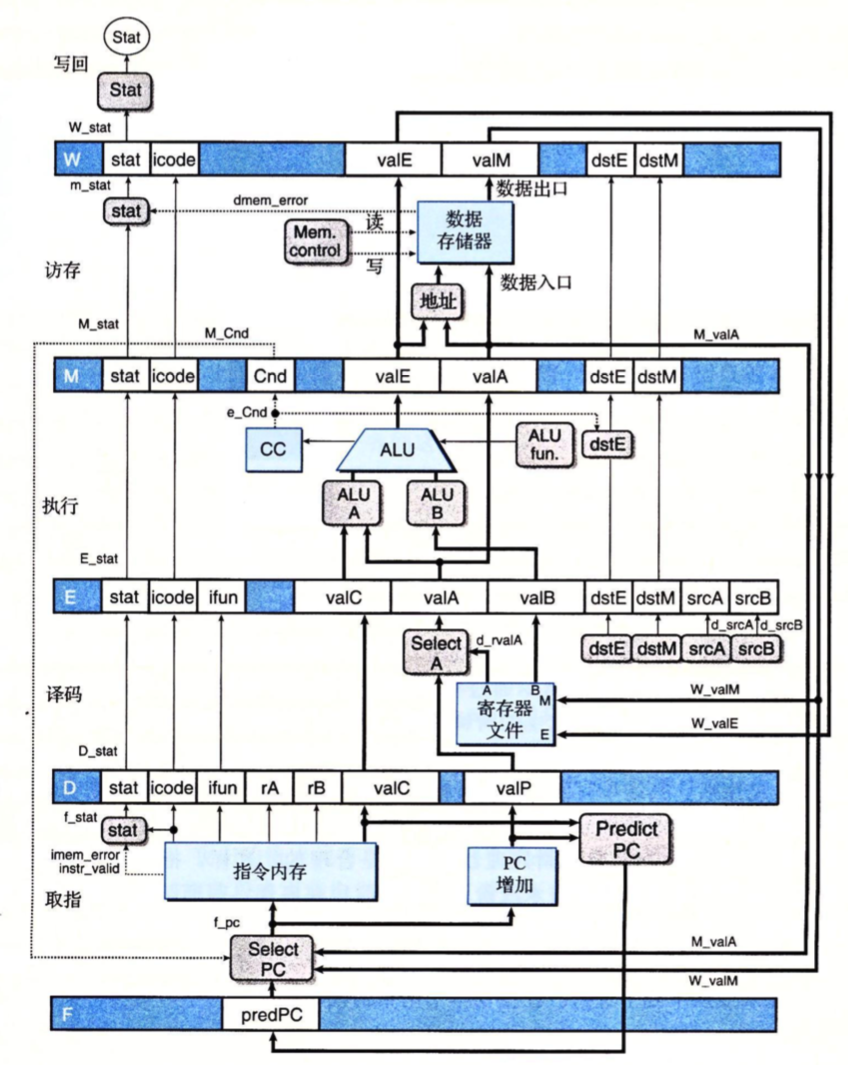 Stat
写回
Stat
W_stat
W stat icode valE valM dstE dstM
m_stat
数据出口
stat
dmem_error
Mem.
control
读
写
数据
存储器
访存
地址
数据入口
M_stat
M_Cnd
M_valA
M stat icode Cnd valE valA dstE dstM
e_Cnd
CC
ALU
ALU
fun.
dstE
ALU
A
ALU
B
执行
E_stat
E stat icode ifun valC valA valB dstE dstM srcA srcB
d_srcA d_srcB
Select
A
d_rvalA
dstE dstM srcA srcB
A B M
寄存器
文件
E
W_valM
W_valE
译码
D_stat
D stat icode ifun rA rB valC valP
f_stat
stat
imem_error
instr_valid
指令内存
PC
增加
Predict
PC
取指
f_pc
Select
PC
M_valA
W_valM
F predPC